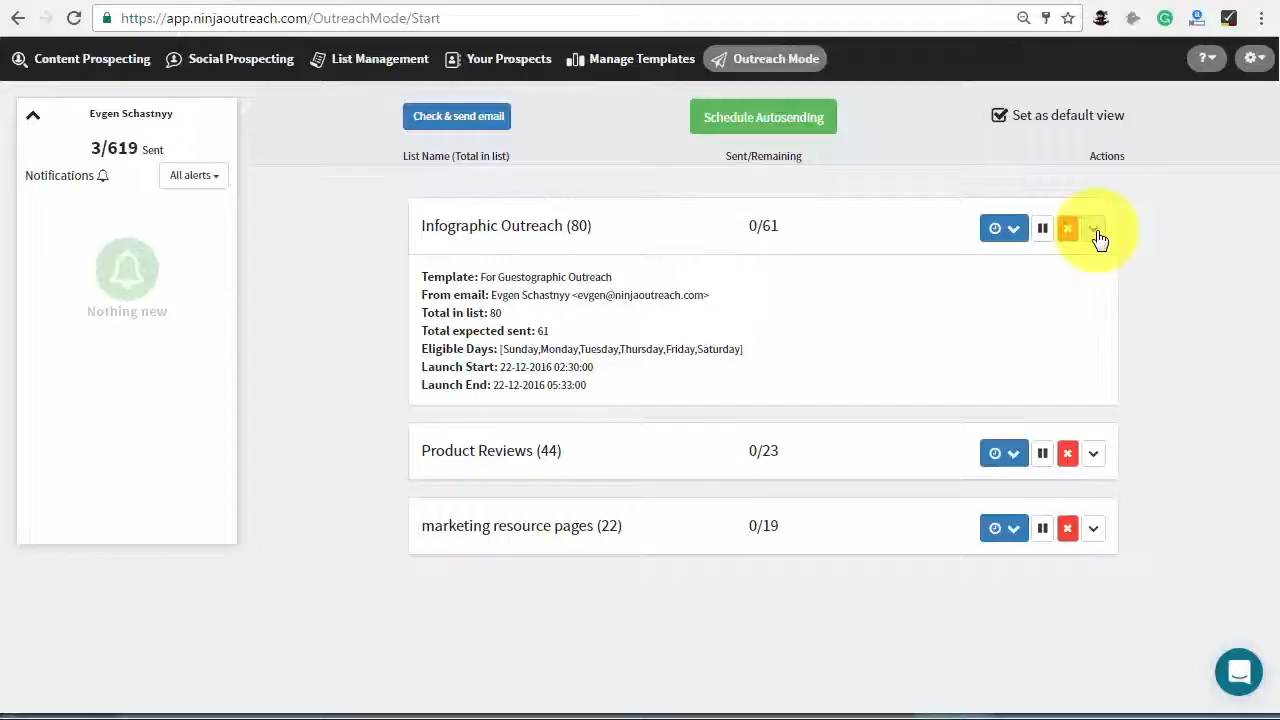 https://app.ninjaoutreach.com/OutreachMode/Start
Content Prospecting Social Prospecting List Management Your Prospects Manage Templates Outreach Mode ?
Evgen Schastnyy
3/619 Sent
Notifications All alerts
Nothing new
Check & send email Schedule Autosending Set as default view
List Name (Total in list) Sent/Remaining Actions
Infographic Outreach (80) 0/61
Template: For Guestographic Outreach
From email: Evgen Schastnyy <evgen@ninjaoutreach.com>
Total in list: 80
Total expected sent: 61
Eligible Days: [Sunday,Monday,Tuesday,Thursday,Friday,Saturday]
Launch Start: 22-12-2016 02:30:00
Launch End: 22-12-2016 05:33:00
Product Reviews (44) 0/23
marketing resource pages (22) 0/19